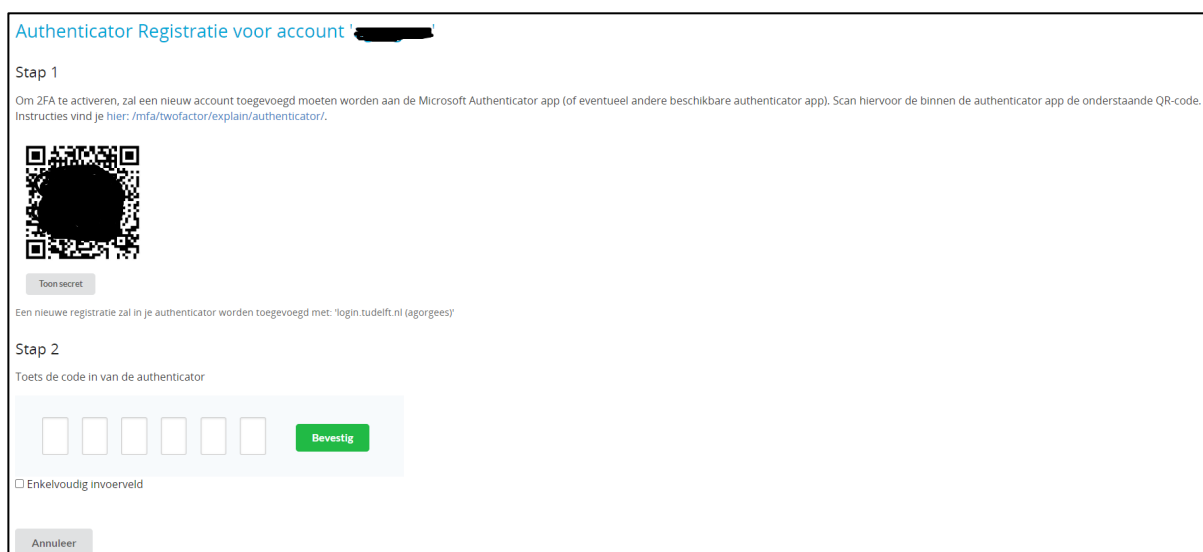 Authenticator Registratie voor account ' '
Stap 1
Om 2FA te activeren, zal een nieuw account toegevoegd moeten worden aan de Microsoft Authenticator app (of eventueel andere beschikbare authenticator app). Scan hiervoor de binnen de authenticator app de onderstaande QR-code.
Instructies vind je hier: /mfa/twofactor/explain/authenticator/.
Toon secret
Een nieuwe registratie zal in je authenticator worden toegevoegd met: 'login.tudelft.nl (agorgees)'
Stap 2
Toets de code in van de authenticator
Bevestig
Enkelvoudig invoerveld
Annuleer